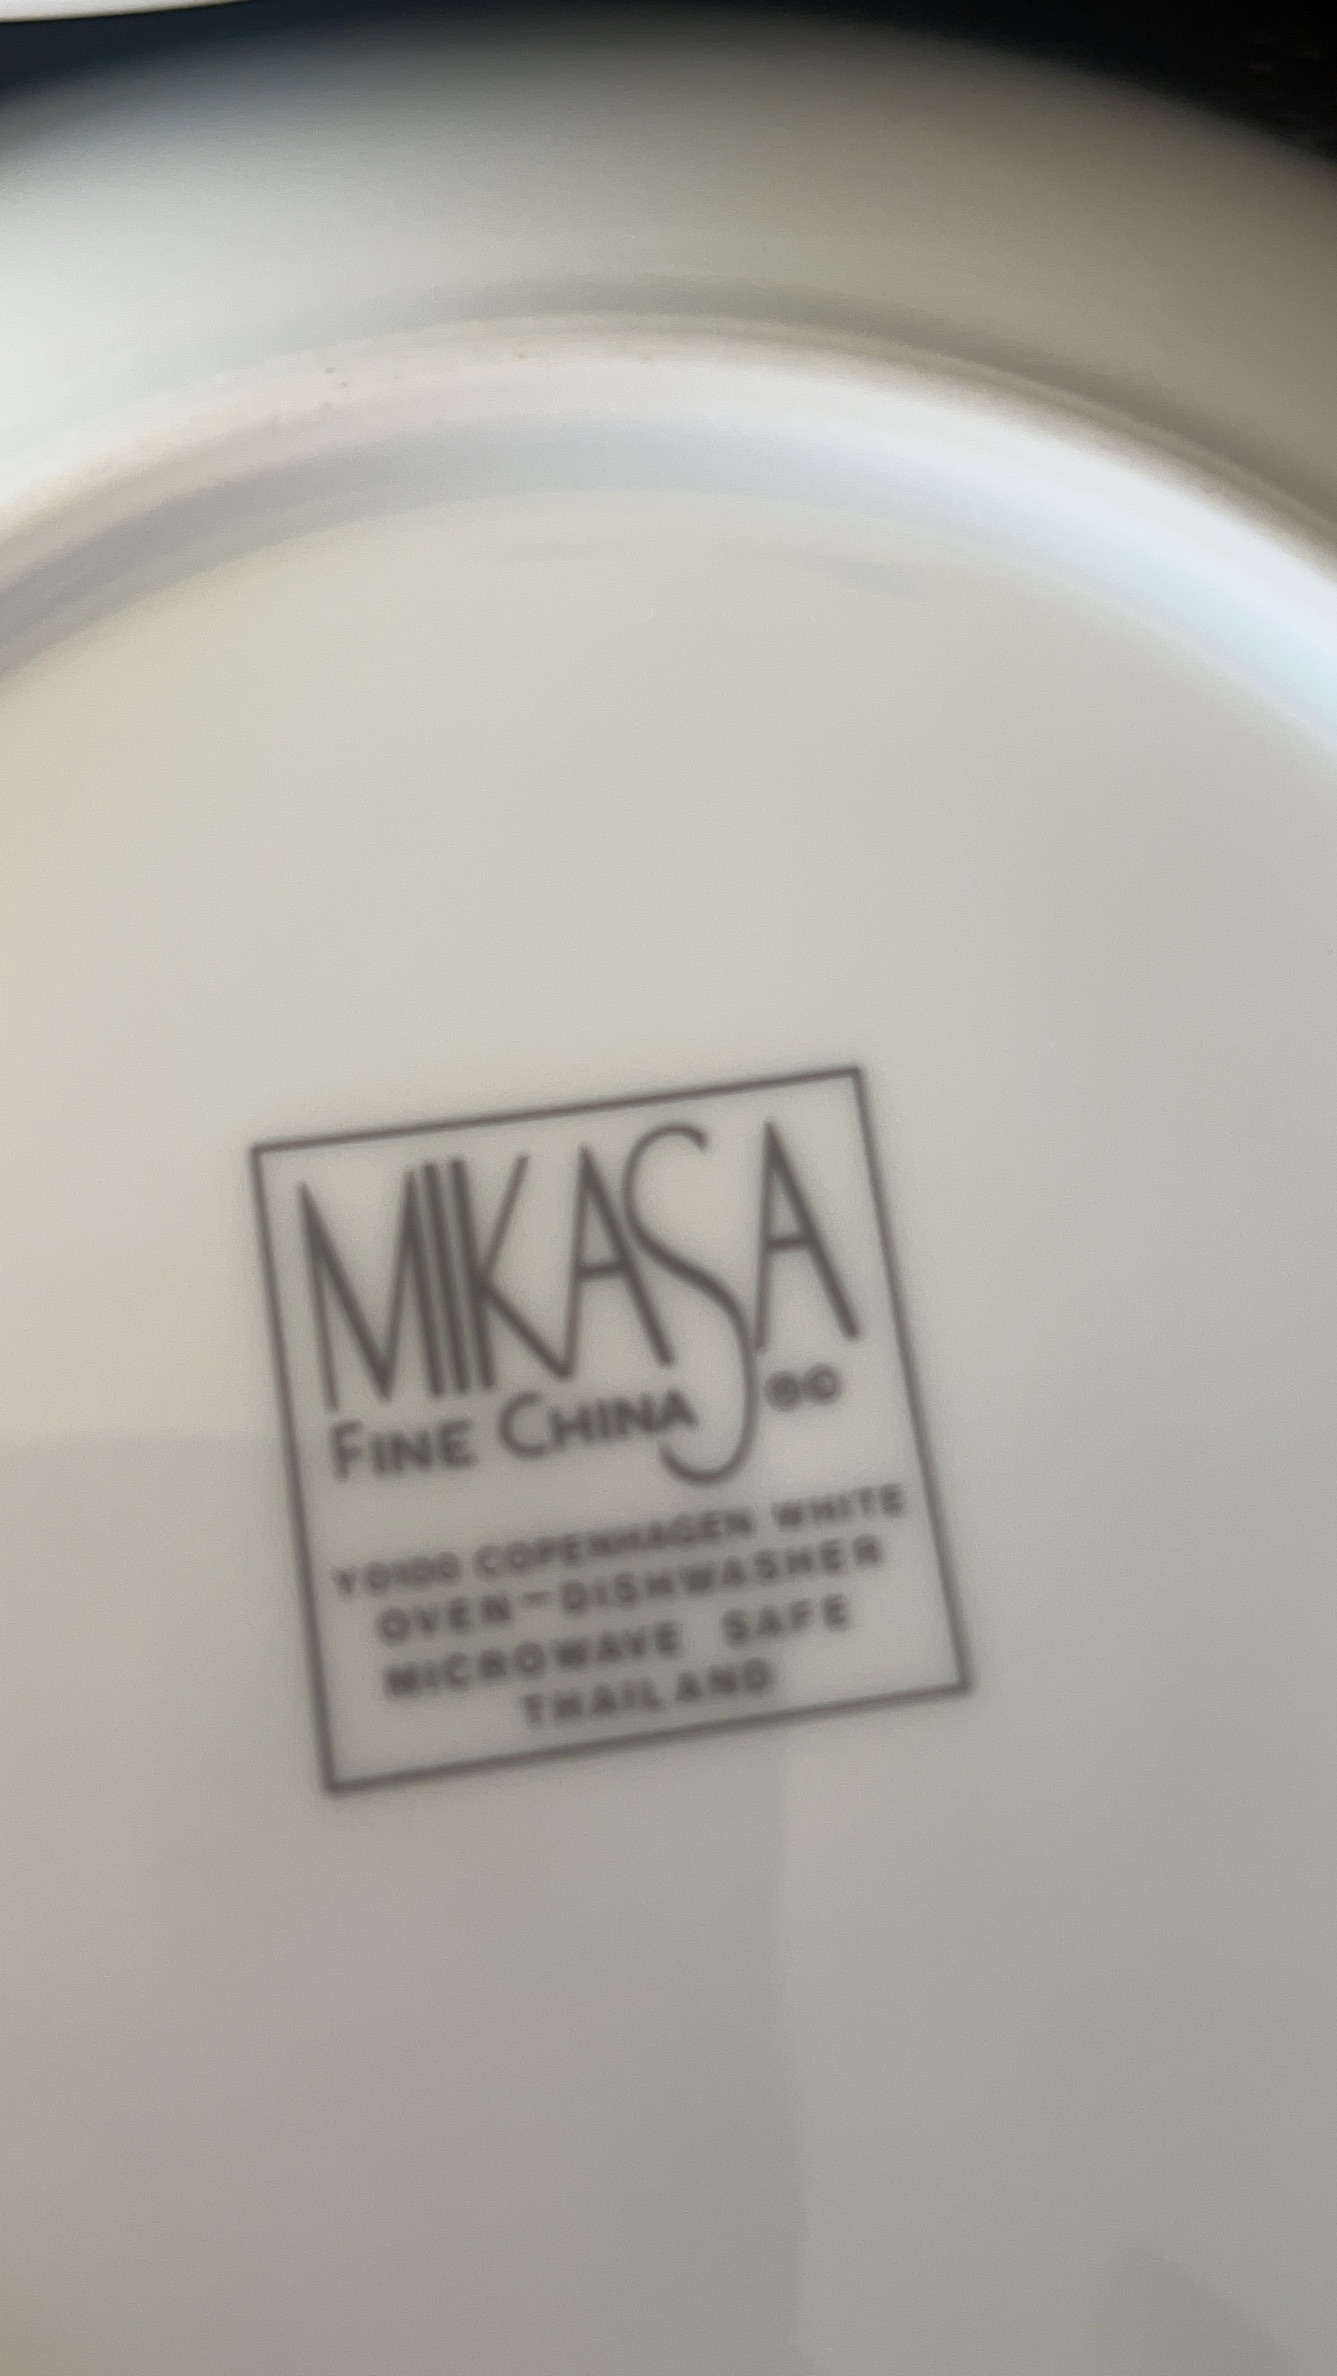 MIKASA
FINE CHINA ®©
Y0100 COPENHAGEN WHITE
OVEN-DISHWASHER
MICROWAVE SAFE
THAILAND